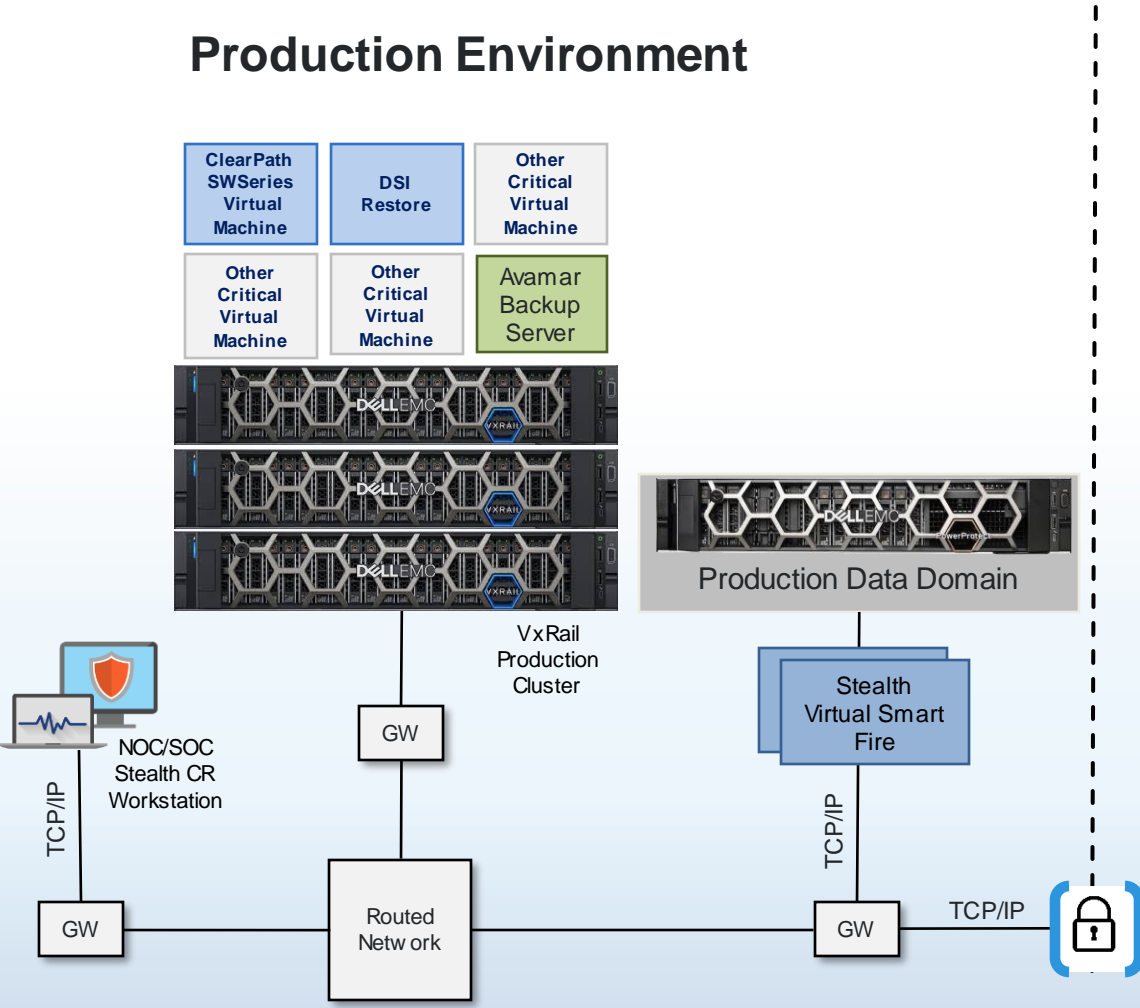 Production Environment
ClearPath
SWSeries
Virtual
Machine
DSI
Restore
Other
Critical
Virtual
Machine
Other
Critical
Virtual
Machine
Other
Critical
Virtual
Machine
Avamar
Backup
Server
DELLEMC
VXRAIL
DELLEMC
VXRAIL
DELLEMC
VXRAIL
DELLEMC
PowerProtect
Production Data Domain
VxRail
Production
Cluster
Stealth
Virtual Smart
Fire
GW
NOC/SOC
Stealth CR
Workstation
TCP/IP
TCP/IP
GW
Routed
Network
GW
TCP/IP